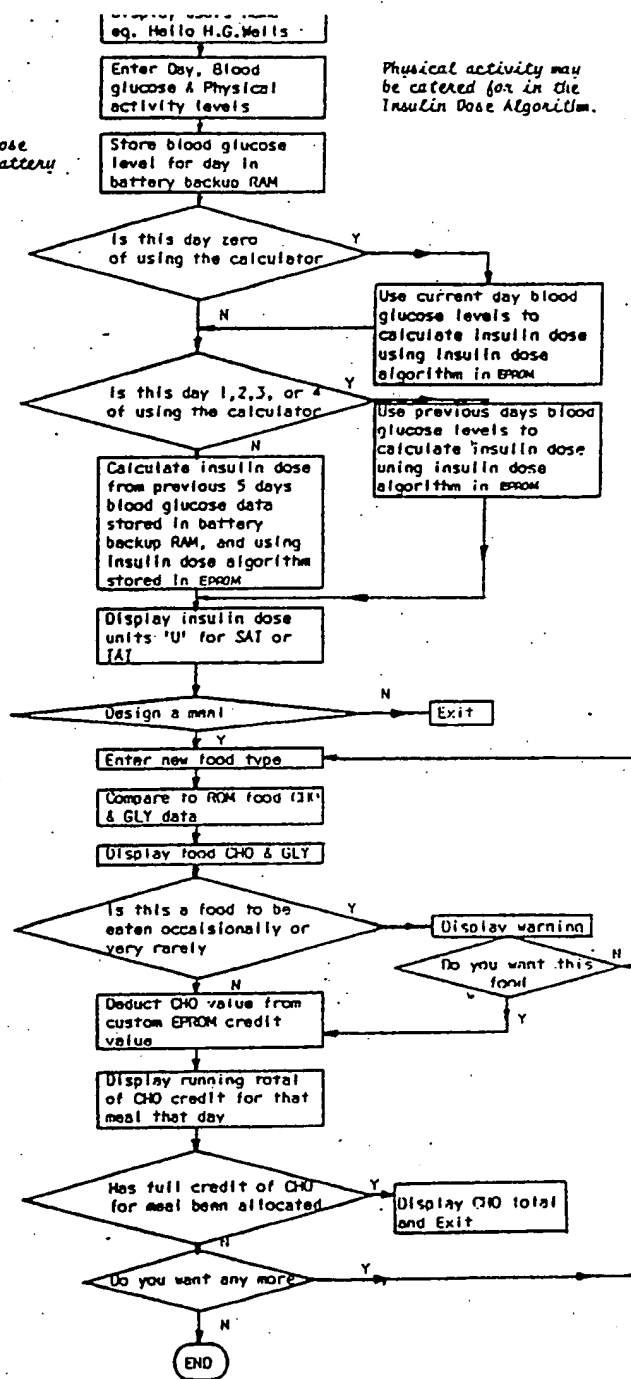 eg. Hello H.G.Wells
Enter Day, Blood
glucose & Physical
activity levels
Physical activity may
be catered for in the
Insulin Dose Algorithm.
Store blood glucose
level for day in
battery backup RAM
Is this day zero
of using the calculator
Y
N
Use current day blood
glucose levels to
calculate insulin dose
using insulin dose
algorithm in EPROM
Is this day 1,2,3, or 4
of using the calculator
Y
N
Use previous days blood
glucose levels to
calculate insulin dose
uning insulin dose
algorithm in EPROM
Calculate insulin dose
from previous 5 days
blood glucose data
stored in battery
backup RAM, and using
insulin dose algorithm
stored in EPROM
Display insulin dose
units 'U' for SAI or
IAI
Design a meal
N
Exit
Y
Enter new food type
Compare to ROM food CHO
& GLY data
Display food CHO & GLY
Is this a food to be
eaten occaisionally or
very rarely
Y
Display warning
Do you want this
food
N
Y
N
Deduct CHO value from
custom EPROM credit
value
Display running total
of CHO credit for that
meal that day
Has full credit of CHO
for meal been allocated
Y
Display CHO total
and Exit
N
Do you want any more
Y
N
END